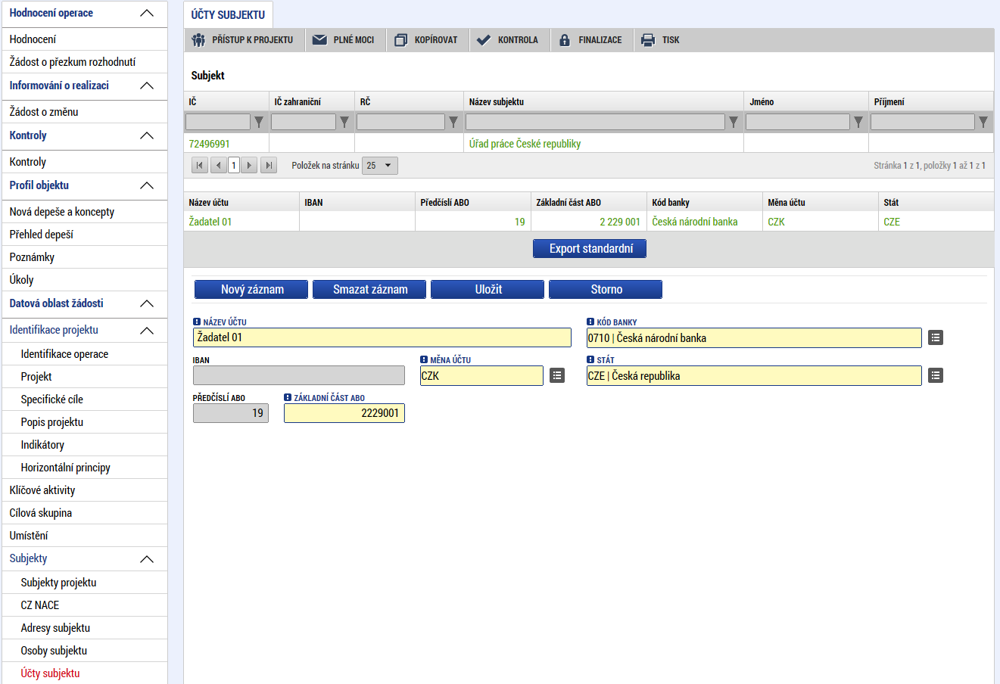 Hodnocení operace
Hodnocení
Žádost o přezkum rozhodnutí
Informování o realizaci
Žádost o změnu
Kontroly
Kontroly
Profil objektu
Nová depeše a koncepty
Přehled depeší
Poznámky
Úkoly
Datová oblast žádosti
Identifikace projektu
Identifikace operace
Projekt
Specifické cíle
Popis projektu
Indikátory
Horizontální principy
Klíčové aktivity
Cílová skupina
Umístění
Subjekty
Subjekty projektu
CZ NACE
Adresy subjektu
Osoby subjektu
Účty subjektu
ÚČTY SUBJEKTU
PŘÍSTUP K PROJEKTU PLNÉ MOCI KOPÍROVAT KONTROLA FINALIZACE TISK
Subjekt
IČ IČ zahraniční RČ Název subjektu Jméno Příjmení
72496991 Úřad práce České republiky
1 Položek na stránku 25 Stránka 1 z 1, položky 1 až 1 z 1
Název účtu IBAN Předčíslí ABO Základní část ABO Kód banky Měna účtu Stát
Žadatel 01 19 2 229 001 Česká národní banka CZK CZE
Export standardní
Nový záznam Smazat záznam Uložit Storno
NÁZEV ÚČTU KÓD BANKY
Žadatel 01 0710 | Česká národní banka
IBAN MĚNA ÚČTU STÁT
CZK CZE | Česká republika
PŘEDČÍSLÍ ABO ZÁKLADNÍ ČÁST ABO
19 2229001